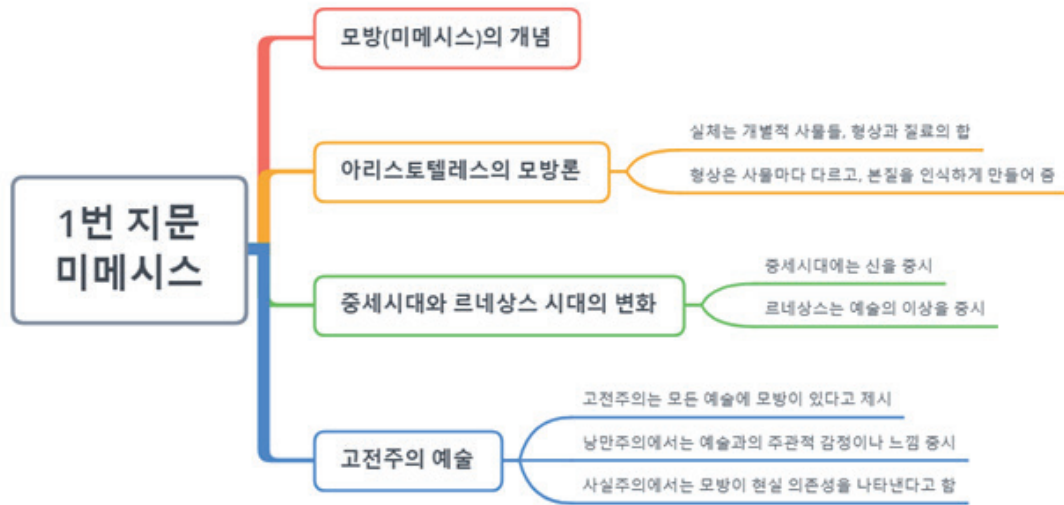 1번 지문
미메시스
모방(미메시스)의 개념
아리스토텔레스의 모방론
실체는 개별적 사물들, 형상과 질료의 합
형상은 사물마다 다르고, 본질을 인식하게 만들어 줌
중세시대와 르네상스 시대의 변화
중세시대에는 신을 중시
르네상스는 예술의 이상을 중시
고전주의 예술
고전주의는 모든 예술에 모방이 있다고 제시
낭만주의에서는 예술과의 주관적 감정이나 느낌 중시
사실주의에서는 모방이 현실 의존성을 나타낸다고 함